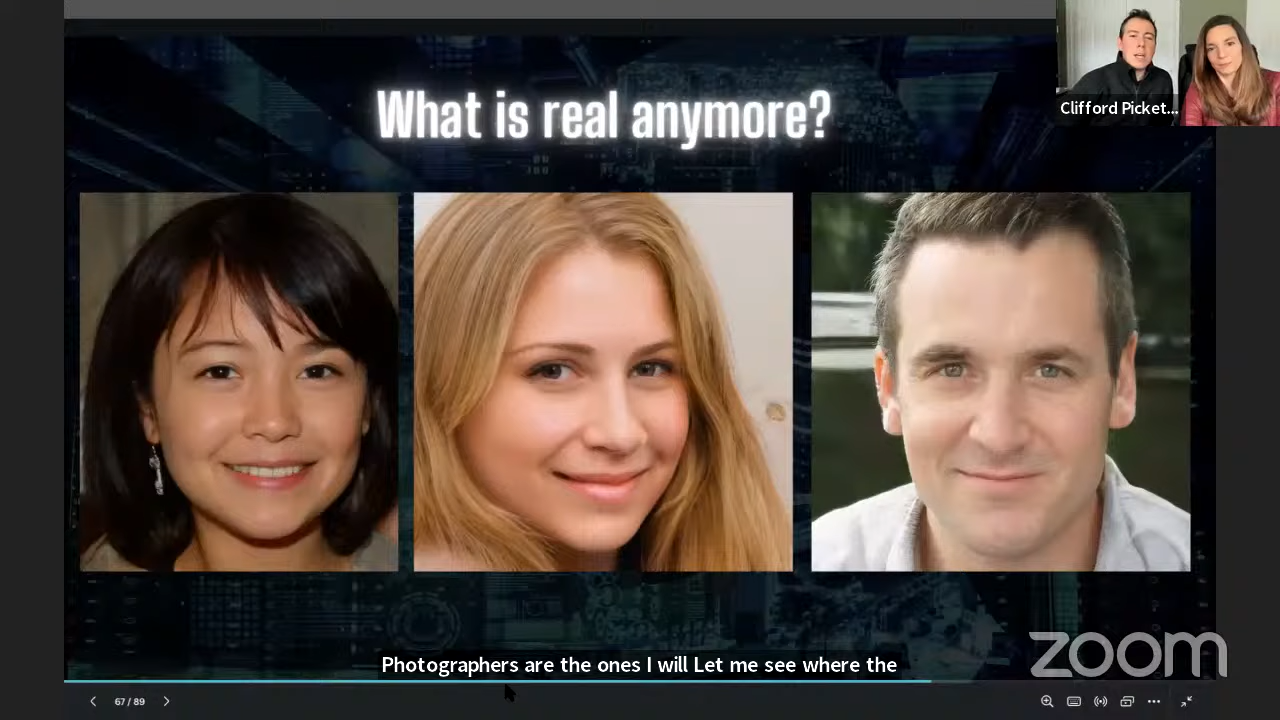 What is real anymore?
Clifford Picket...
Photographers are the ones I will Let me see where the
zoom
67 / 89